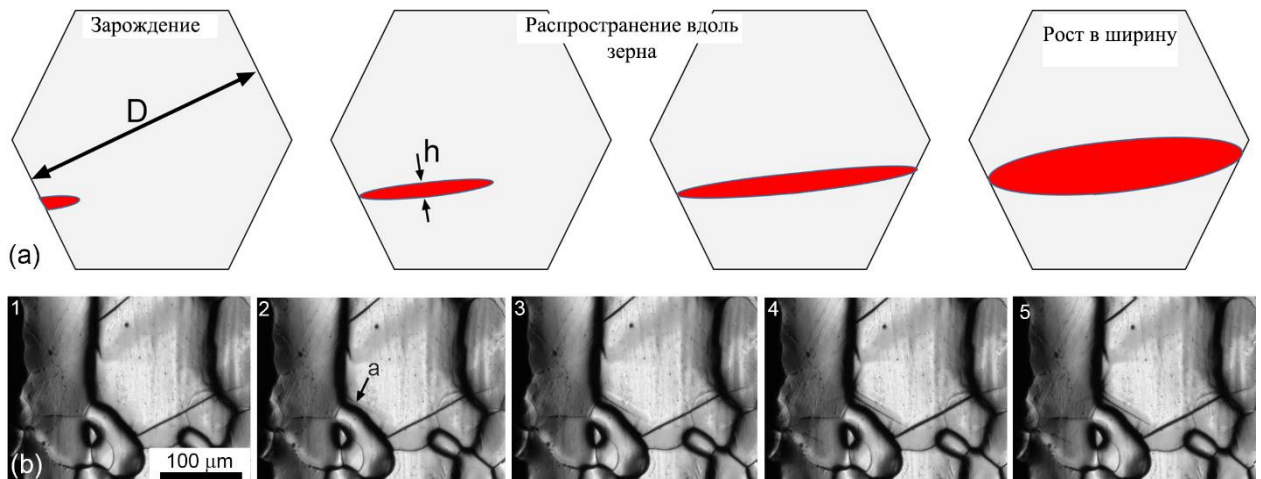 Зарождение
Распространение вдоль
зерна
Рост в ширину
D
h
(a)
1
2
3
4
5
a
(b)
100 μm